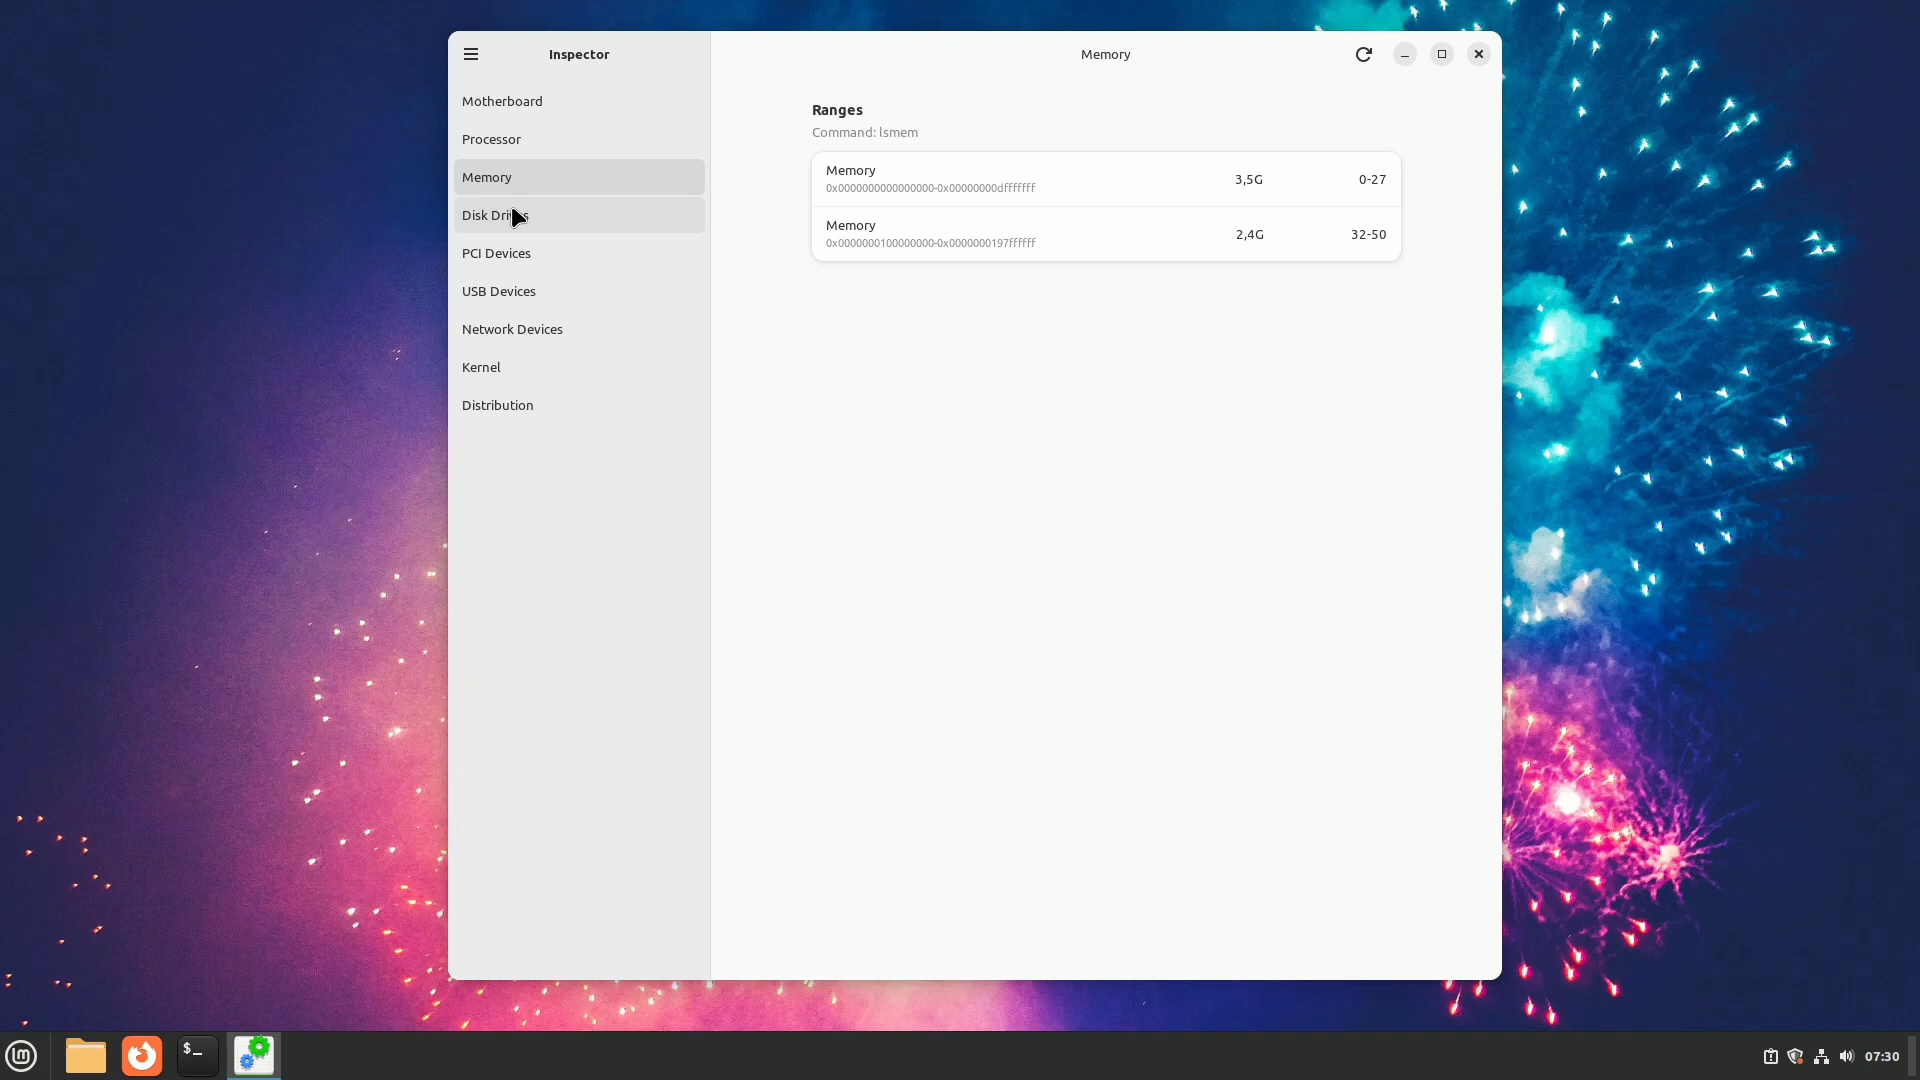 Inspector
Memory
Motherboard
Processor
Memory
Disk Drives
PCI Devices
USB Devices
Network Devices
Kernel
Distribution
Ranges
Command: lsmem
Memory
0x0000000000000000-0x00000000dfffffff
3,5G
0-27
Memory
0x0000000100000000-0x0000000197ffffff
2,4G
32-50
$_
lm
07:30